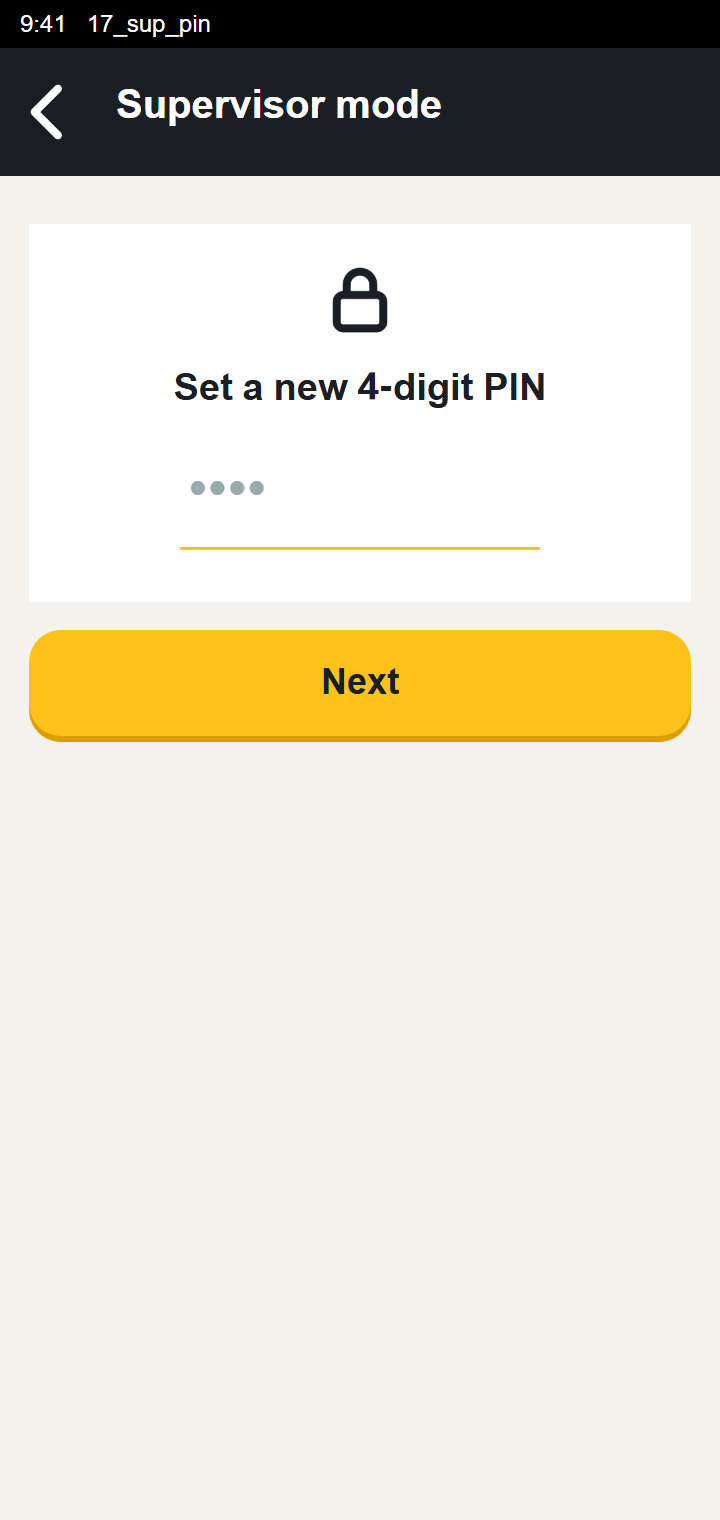 9:41 17_sup_pin
Supervisor mode
Set a new 4-digit PIN
••••
Next